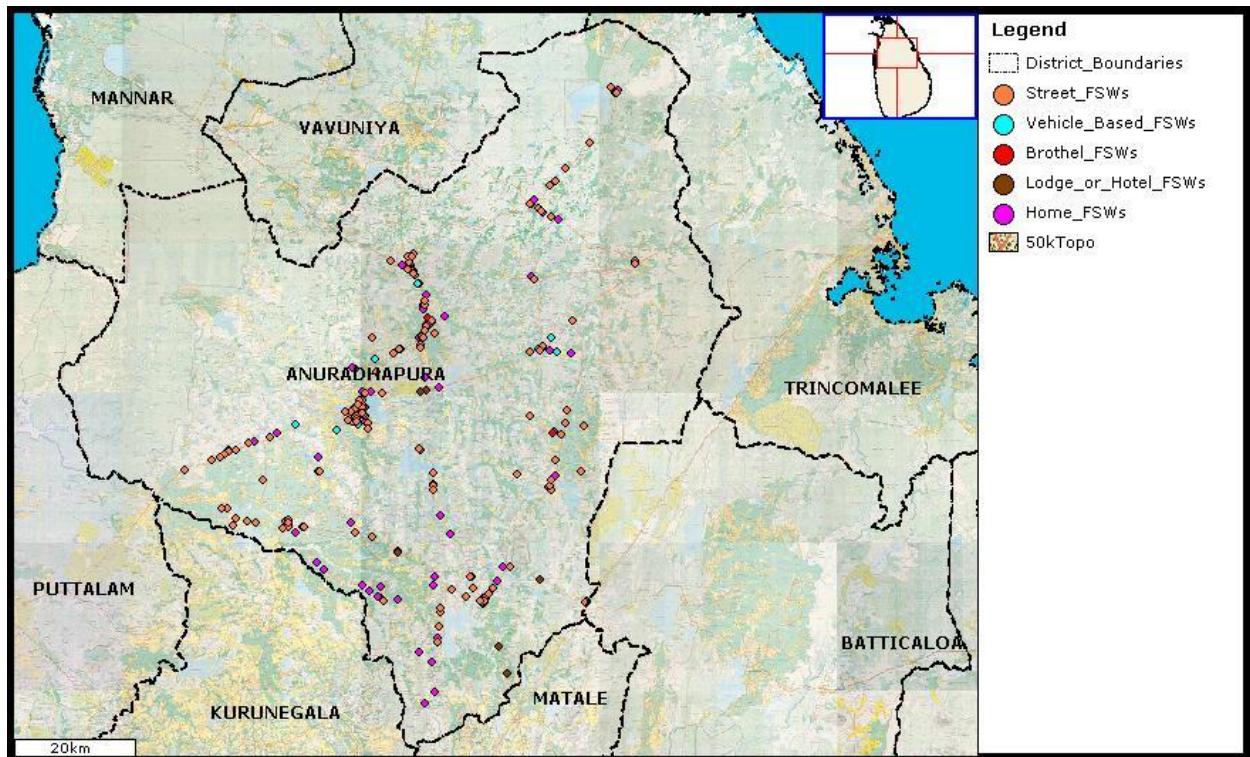 MANNAR
VAVUNIYA
ANURADHAPURA
TRINCOMALEE
PUTTALAM
BATTICALOA
MATALE
KURUNEGALA
20km
Legend
District_Boundaries
Street_FSWs
Vehicle_Based_FSWs
Brothel_FSWs
Lodge_or_Hotel_FSWs
Home_FSWs
50kTopo